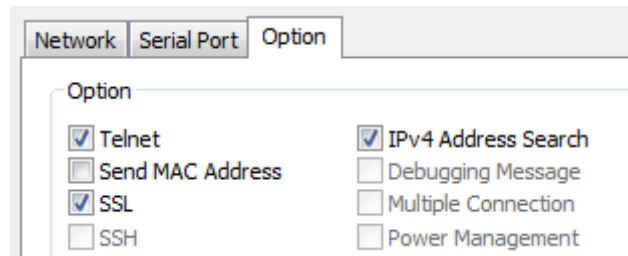 Network Serial Port Option
Option
Telnet
IPv4 Address Search
Send MAC Address
Debugging Message
SSL
Multiple Connection
SSH
Power Management